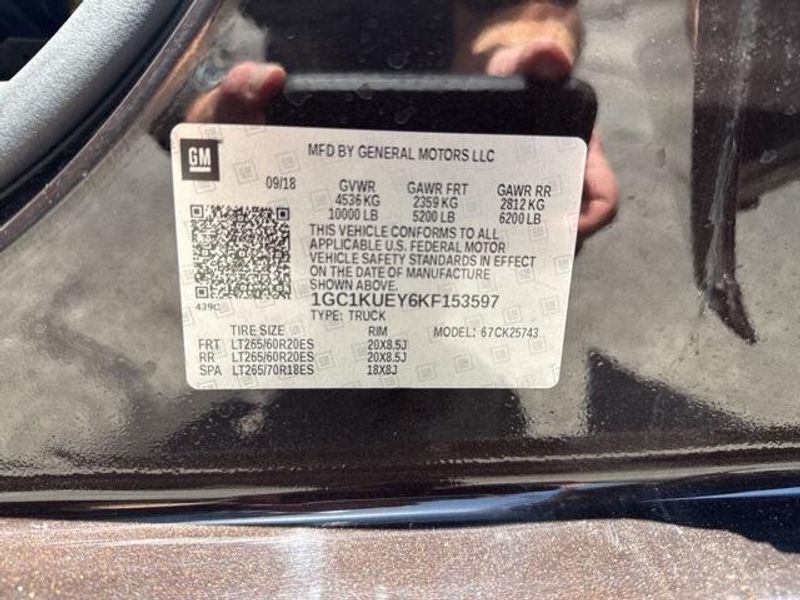 GM
MFD BY GENERAL MOTORS LLC
09/18 GVWR GAWR FRT GAWR RR
4536 KG 2359 KG 2812 KG
10000 LB 5200 LB 6200 LB
THIS VEHICLE CONFORMS TO ALL
APPLICABLE U.S. FEDERAL MOTOR
VEHICLE SAFETY STANDARDS IN EFFECT
ON THE DATE OF MANUFACTURE
SHOWN ABOVE.
439C
1GC1KUEY6KF153597
TYPE: TRUCK
TIRE SIZE RIM MODEL: 67CK25743
FRT LT265/60R20ES 20X8.5J
RR LT265/60R20ES 20X8.5J
SPA LT265/70R18ES 18X8J